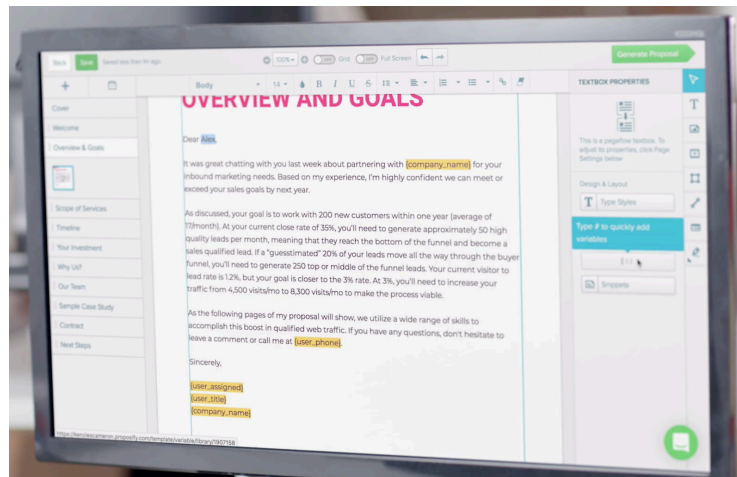 Back Save Saved less than 1m ago. 100% OFF Grid OFF Full Screen Generate Proposal
Body 14 B I U S
Cover
Welcome
Overview & Goals
Scope of Services
Timeline
Your Investment
Why Us?
Our Team
Sample Case Study
Contract
Next Steps
OVERVIEW AND GOALS
Dear Alex,
It was great chatting with you last week about partnering with {company_name} for your
inbound marketing needs. Based on my experience, I'm highly confident we can meet or
exceed your sales goals by next year.
As discussed, your goal is to work with 200 new customers within one year (average of
17/month). At your current close rate of 35%, you'll need to generate approximately 50 high
quality leads per month, meaning that they reach the bottom of the funnel and become a
sales qualified lead. If a "guesstimated" 20% of your leads move all the way through the buyer
funnel, you'll need to generate 250 top or middle of the funnel leads. Your current visitor to
lead rate is 1.2%, but your goal is closer to the 3% rate. At 3%, you'll need to increase your
traffic from 4,500 visits/mo to 8,300 visits/mo to make the process viable.
As the following pages of my proposal will show, we utilize a wide range of skills to
accomplish this boost in qualified web traffic. If you have any questions, don't hesitate to
leave a comment or call me at {user_phone}.
Sincerely,
{user_assigned}
{user_title}
{company_name}
TEXTBOX PROPERTIES
This is a pageflow textbox. To
adjust its properties, click Page
Settings below
Design & Layout
T Type Styles
Type # to quickly add
variables
Snippets